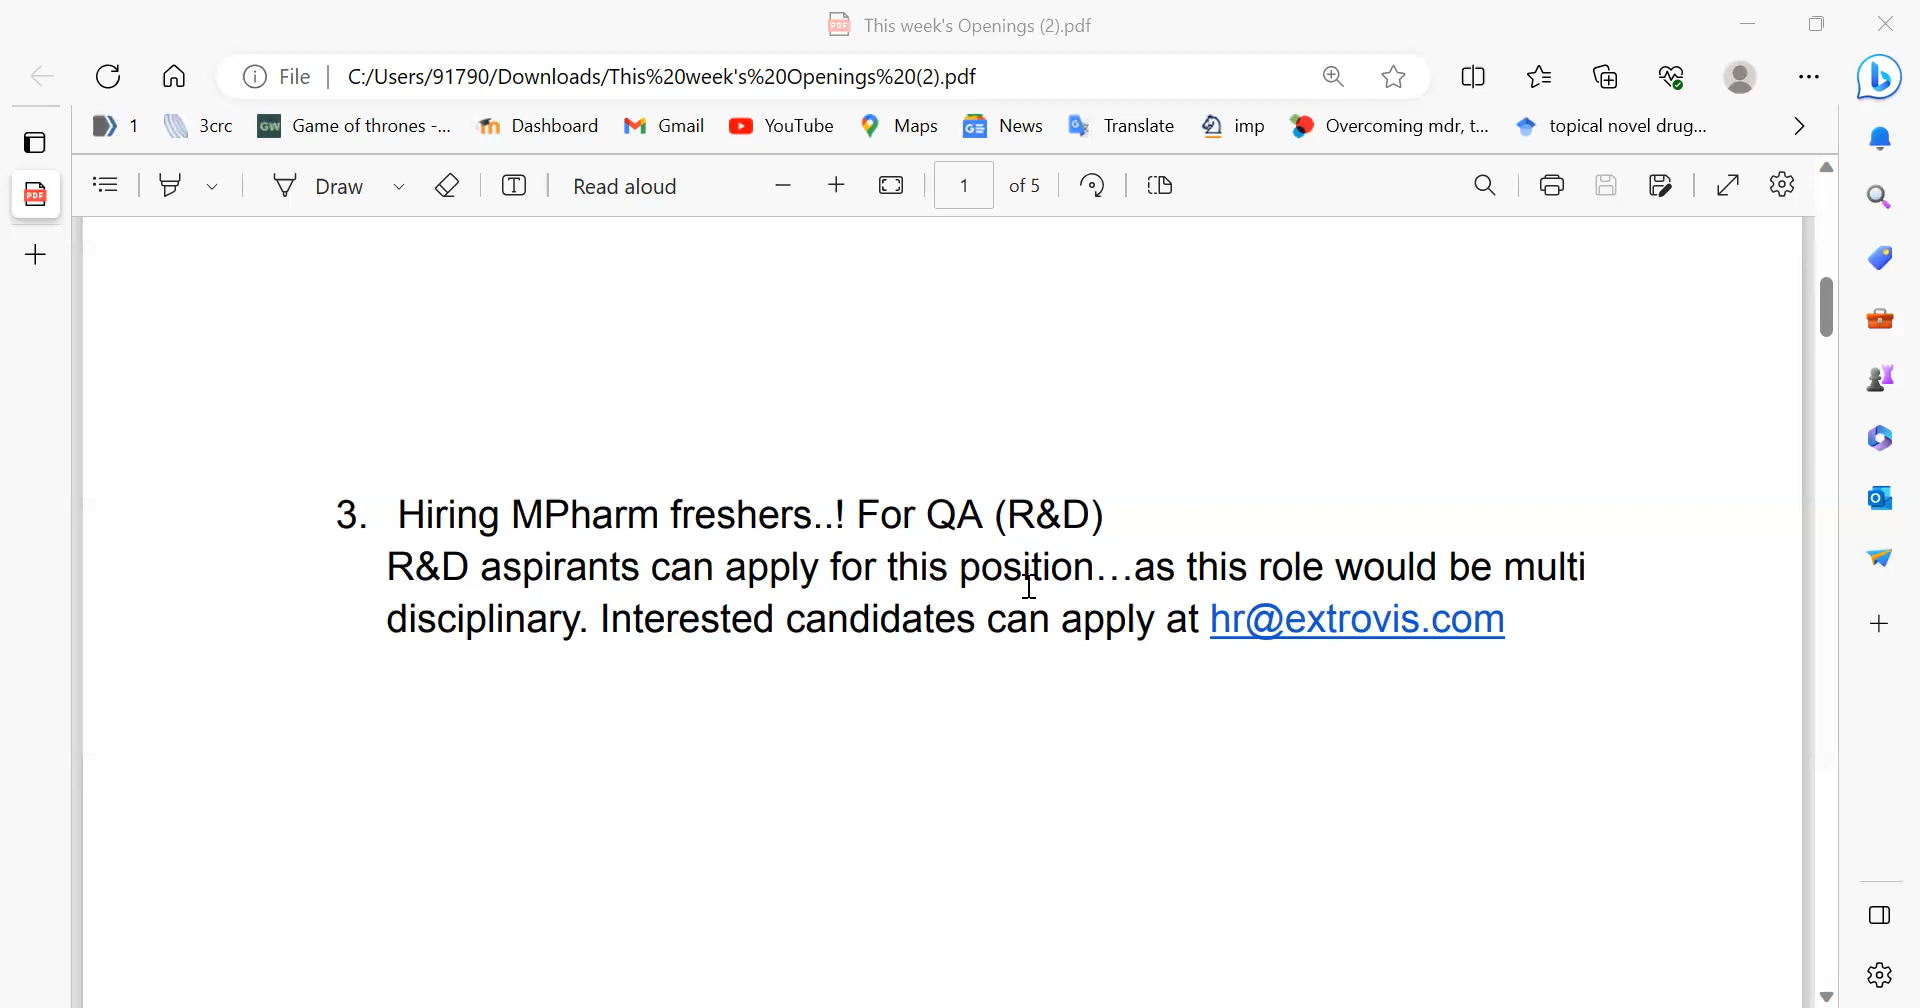 This week's Openings (2).pdf
File
C:/Users/91790/Downloads/This%20week's%20Openings%20(2).pdf
1
3crc
GW
Game of thrones -...
Dashboard
Gmail
YouTube
Maps
News
Translate
imp
Overcoming mdr, t...
topical novel drug...
Draw
Read aloud
1
of 5
3. Hiring MPharm freshers..! For QA (R&D)
R&D aspirants can apply for this position…as this role would be multi
disciplinary. Interested candidates can apply at hr@extrovis.com